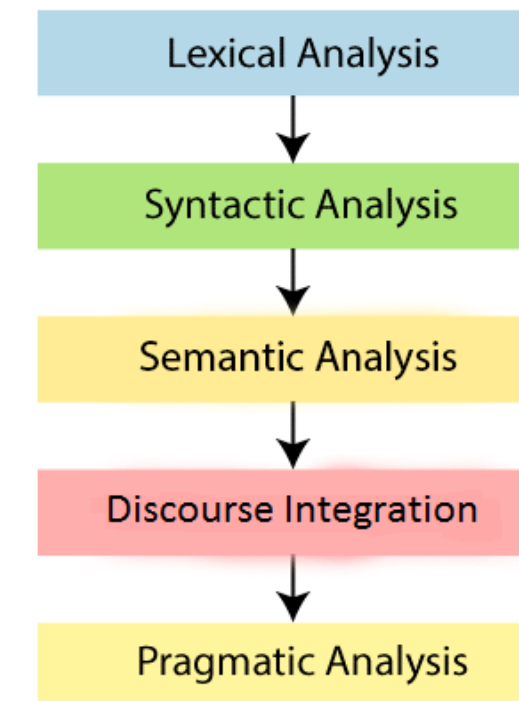 Lexical Analysis
Syntactic Analysis
Semantic Analysis
Discourse Integration
Pragmatic Analysis